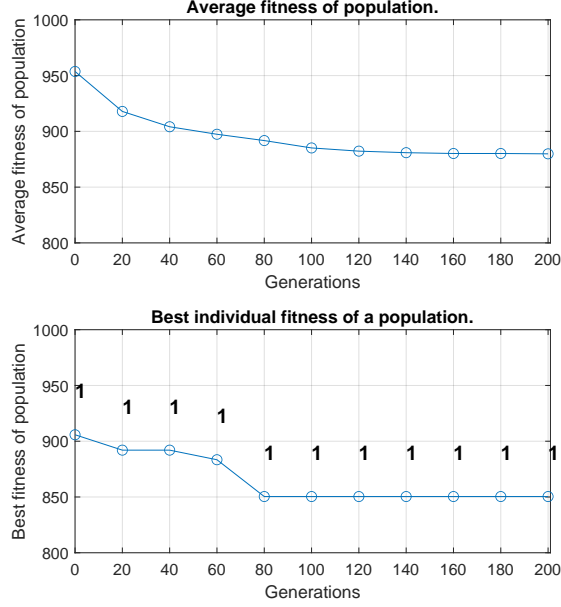 Average fitness of population.
1000
950
900
850
800
Average fitness of population
0 20 40 60 80 100 120 140 160 180 200
Generations
Best individual fitness of a population.
1000
950
900
850
800
Best fitness of population
1 1 1 1 1 1 1 1 1 1 1
0 20 40 60 80 100 120 140 160 180 200
Generations